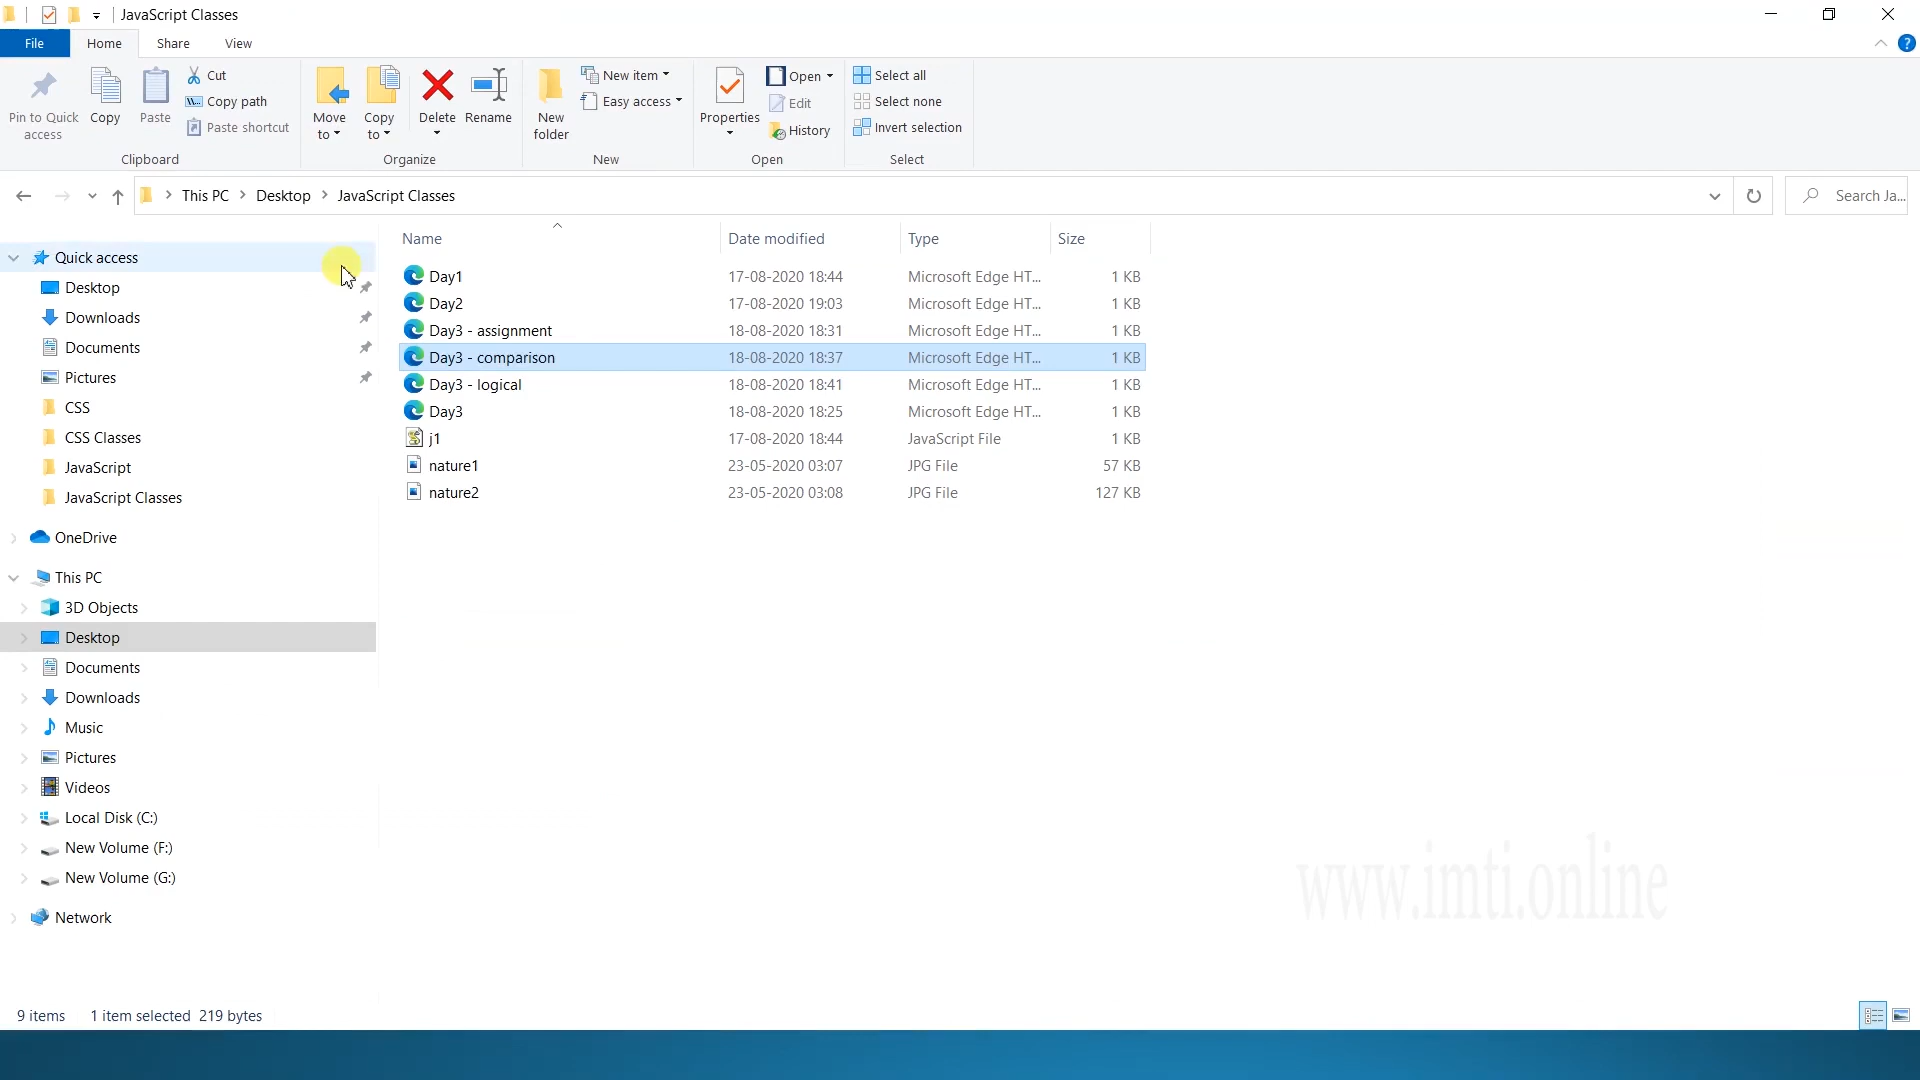 JavaScript Classes
File Home Share View
Pin to Quick access
Copy
Paste
Cut
Copy path
Paste shortcut
Clipboard
Move to
Copy to
Delete
Rename
Organize
New folder
New item
Easy access
New
Properties
Open
Edit
History
Open
Select all
Select none
Invert selection
Select
This PC Desktop JavaScript Classes
Search Ja...
Quick access
Desktop
Downloads
Documents
Pictures
CSS
CSS Classes
JavaScript
JavaScript Classes
OneDrive
This PC
3D Objects
Desktop
Documents
Downloads
Music
Pictures
Videos
Local Disk (C:)
New Volume (F:)
New Volume (G:)
Network
Name Date modified Type Size
Day1 17-08-2020 18:44 Microsoft Edge HT... 1 KB
Day2 17-08-2020 19:03 Microsoft Edge HT... 1 KB
Day3 - assignment 18-08-2020 18:31 Microsoft Edge HT... 1 KB
Day3 - comparison 18-08-2020 18:37 Microsoft Edge HT... 1 KB
Day3 - logical 18-08-2020 18:41 Microsoft Edge HT... 1 KB
Day3 18-08-2020 18:25 Microsoft Edge HT... 1 KB
j1 17-08-2020 18:44 JavaScript File 1 KB
nature1 23-05-2020 03:07 JPG File 57 KB
nature2 23-05-2020 03:08 JPG File 127 KB
www.imti.online
9 items 1 item selected 219 bytes